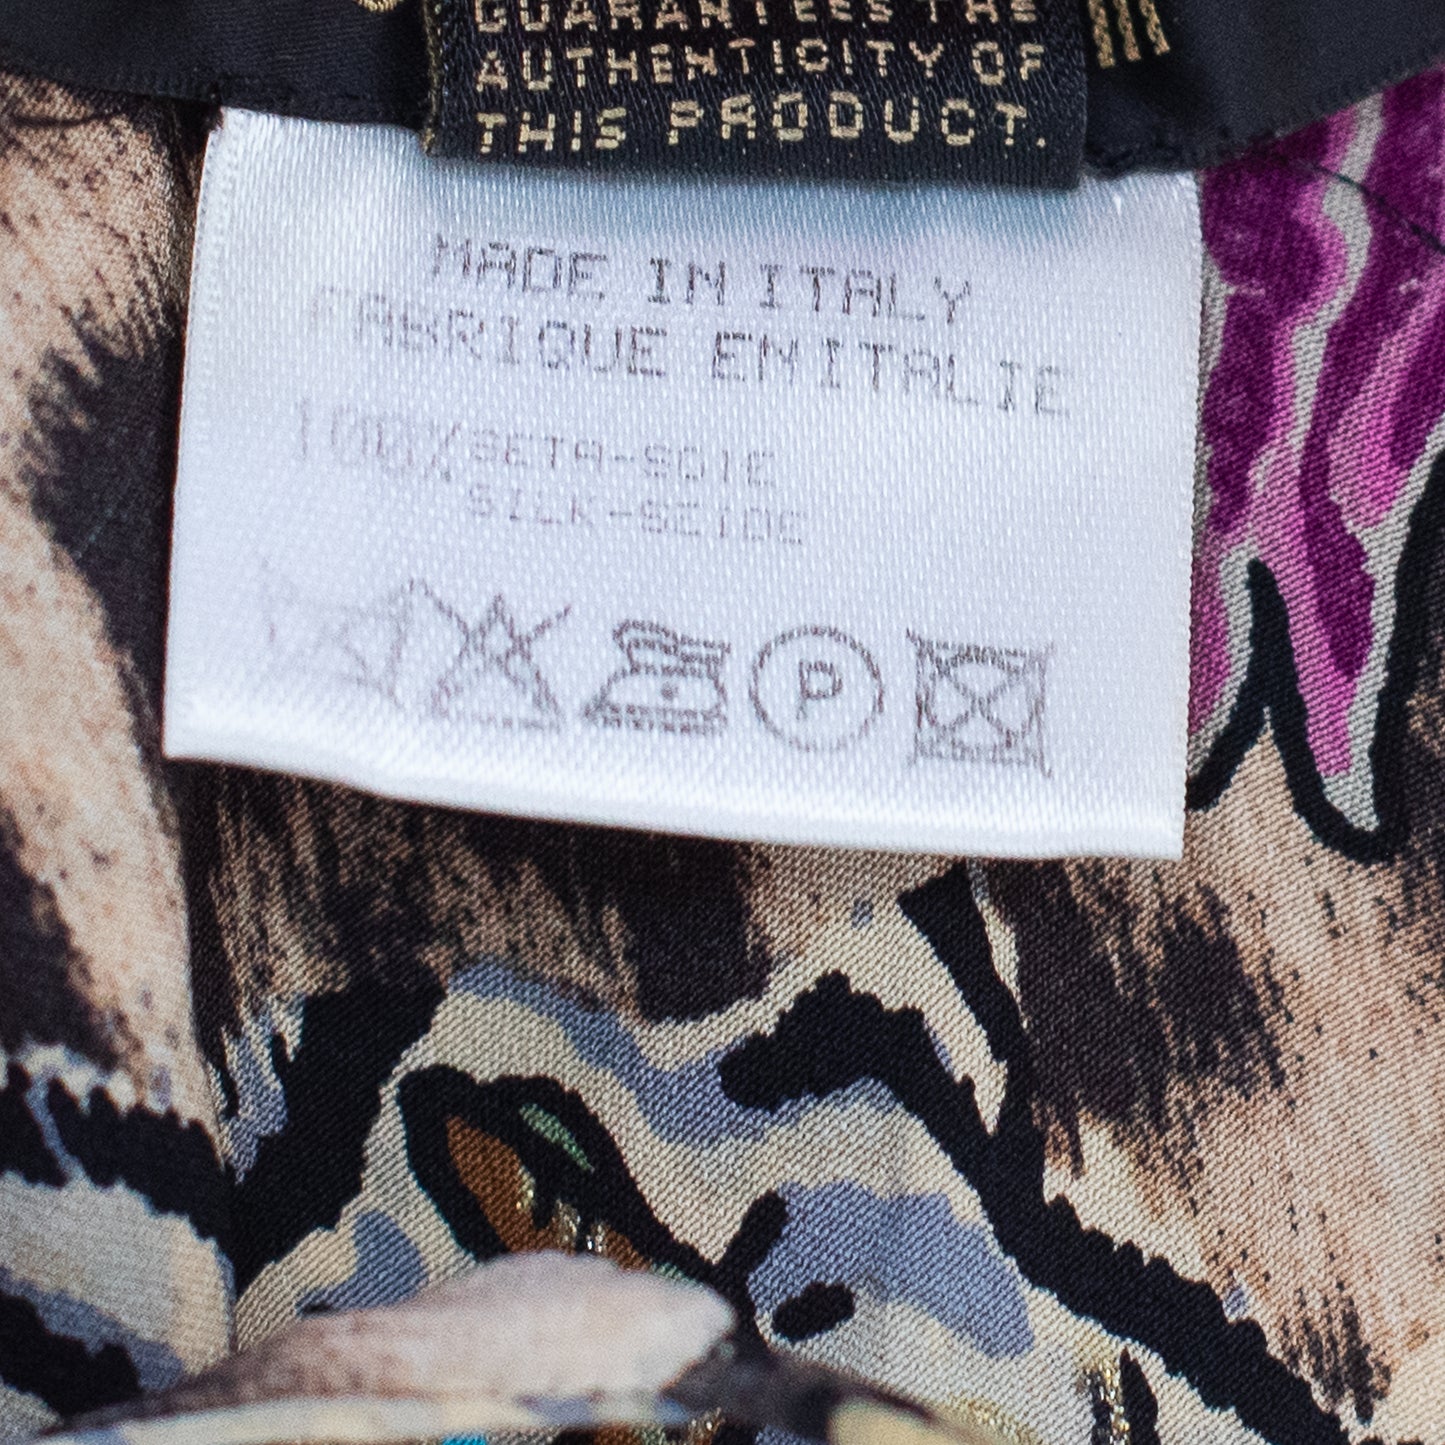 GUARANTEES THE
AUTHENTICITY OF
THIS PRODUCT.
MADE IN ITALY
FABRIQUE EN ITALIE
100% SETA-SOIE
SILK-SEIDE
P